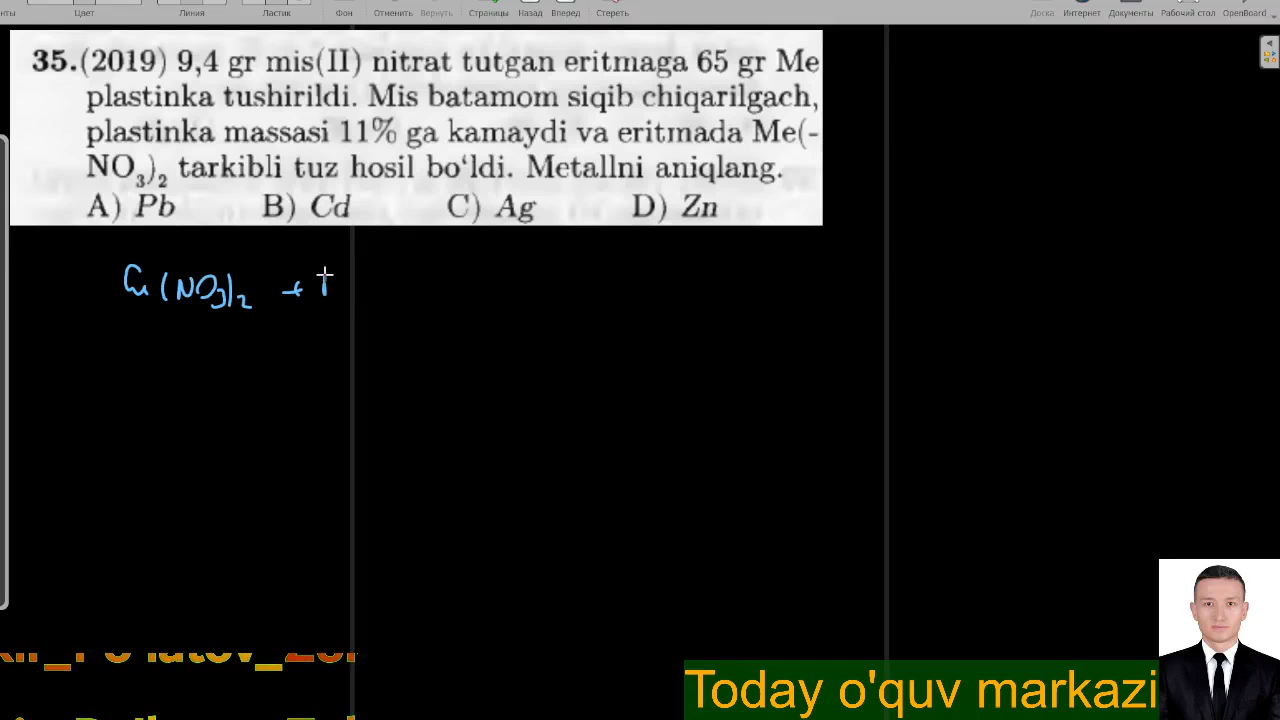 Цвет
Линия
Ластик
Фон
Отменить
Вернуть
Страницы
Назад
Вперед
Стереть
Доска
Интернет
Документы
Рабочий стол
OpenBoard
35.(2019) 9,4 gr mis(II) nitrat tutgan eritmaga 65 gr Me
plastinka tushirildi. Mis batamom siqib chiqarilgach,
plastinka massasi 11% ga kamaydi va eritmada Me(-
NO₃)₂ tarkibli tuz hosil bo‘ldi. Metallni aniqlang.
A) Pb B) Cd C) Ag D) Zn
Cu(NO₃)₂ +
Today o'quv markazi